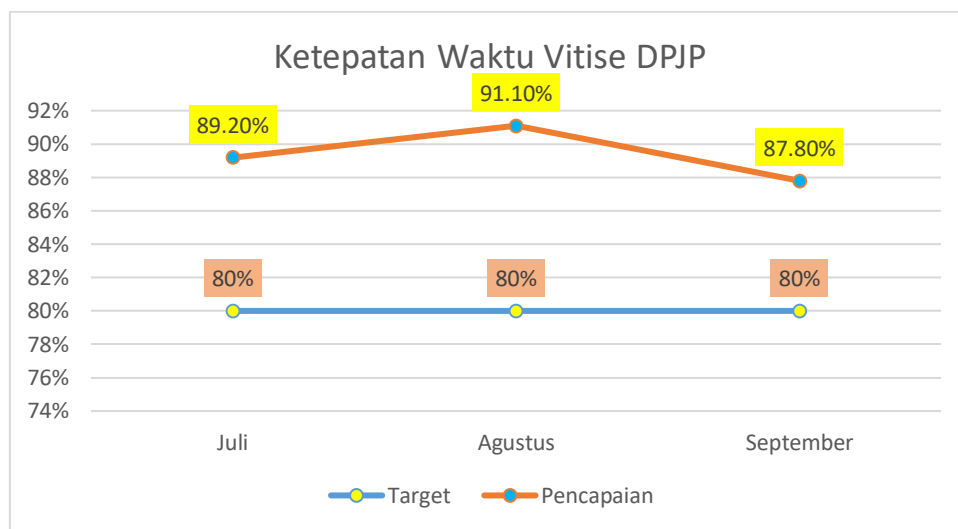 Ketepatan Waktu Vitise DPJP
92%
90%
88%
86%
84%
82%
80%
78%
76%
74%
89.20%
91.10%
87.80%
80%
80%
80%
Juli
Agustus
September
Target
Pencapaian